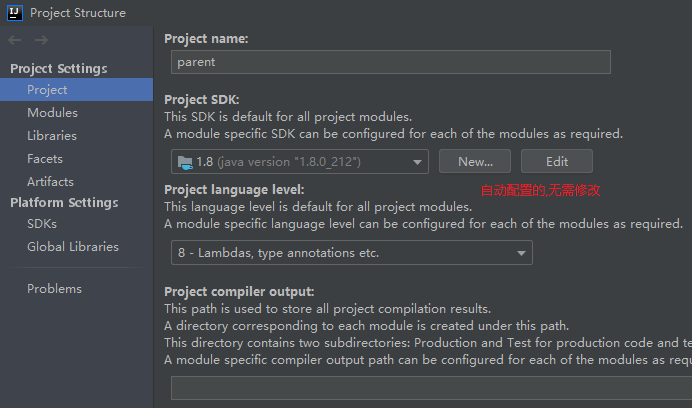 IJ Project Structure
Project Settings
Project
Modules
Libraries
Facets
Artifacts
Platform Settings
SDKs
Global Libraries
Problems
Project name:
parent
Project SDK:
This SDK is default for all project modules.
A module specific SDK can be configured for each of the modules as required.
1.8 (java version "1.8.0_212")
New...
Edit
自动配置的,无需修改
Project language level:
This language level is default for all project modules.
A module specific language level can be configured for each of the modules as required.
8 - Lambdas, type annotations etc.
Project compiler output:
This path is used to store all project compilation results.
A directory corresponding to each module is created under this path.
This directory contains two subdirectories: Production and Test for production code and te
A module specific compiler output path can be configured for each of the modules as requ